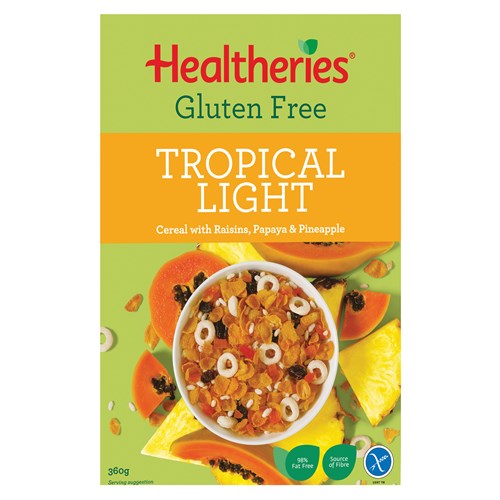 Healtheries®
Gluten Free
TROPICAL
LIGHT
Cereal with Raisins, Papaya & Pineapple
98%
Fat Free
Source
of Fibre
360g
Serving suggestion